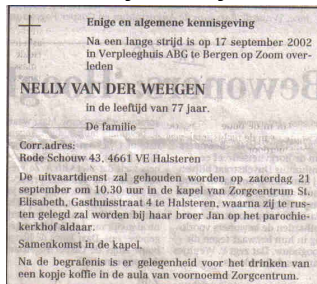 Enige en algemene kennisgeving
Na een lange strijd is op 17 september 2002
in Verpleeghuis ABG te Bergen op Zoom over-
leden
NELLY VAN DER WEEGEN
in de leeftijd van 77 jaar.
De familie
Corr.adres:
Rode Schouw 43, 4661 VE Halsteren
De uitvaartdienst zal gehouden worden op zaterdag 21
september om 10.30 uur in de kapel van Zorgcentrum St.
Elisabeth, Gasthuisstraat 4 te Halsteren, waarna zij te rus-
ten gelegd zal worden bij haar broer Jan op het parochie-
kerkhof aldaar.
Samenkomst in de kapel.
Na de begrafenis is er gelegenheid voor het drinken van
een kopje koffie in de aula van voornoemd Zorgcentrum.